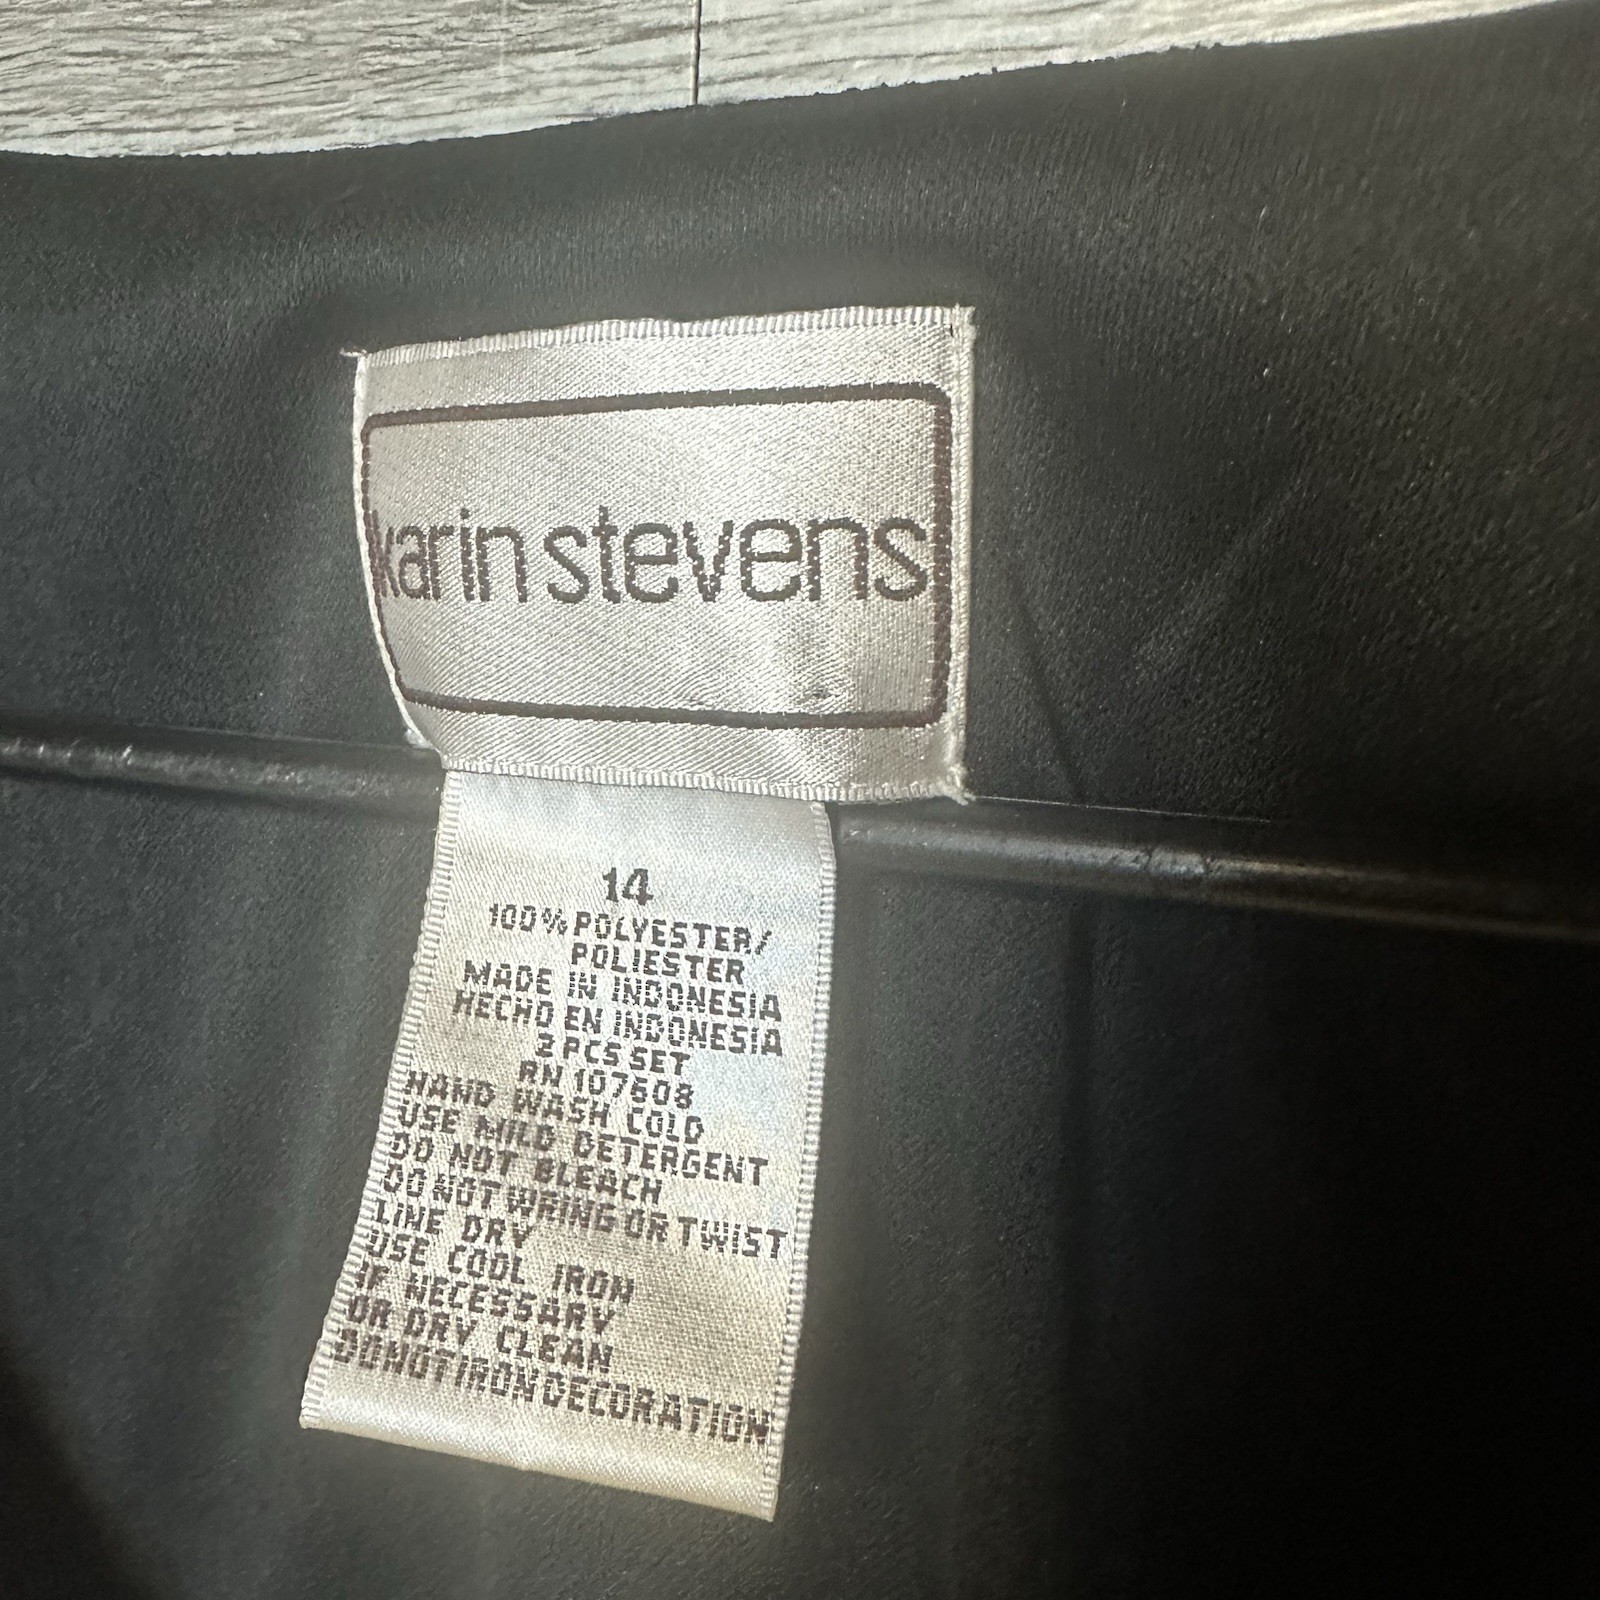 karin stevens
14
100% POLYESTER/
POLIESTER
MADE IN INDONESIA
HECHO EN INDONESIA
2 PCS SET
RN 107608
HAND WASH COLD
USE MILD DETERGENT
DO NOT BLEACH
DO NOT WRING OR TWIST
LINE DRY
USE COOL IRON
IF NECESSARY
OR DRY CLEAN
DO NOT IRON DECORATION